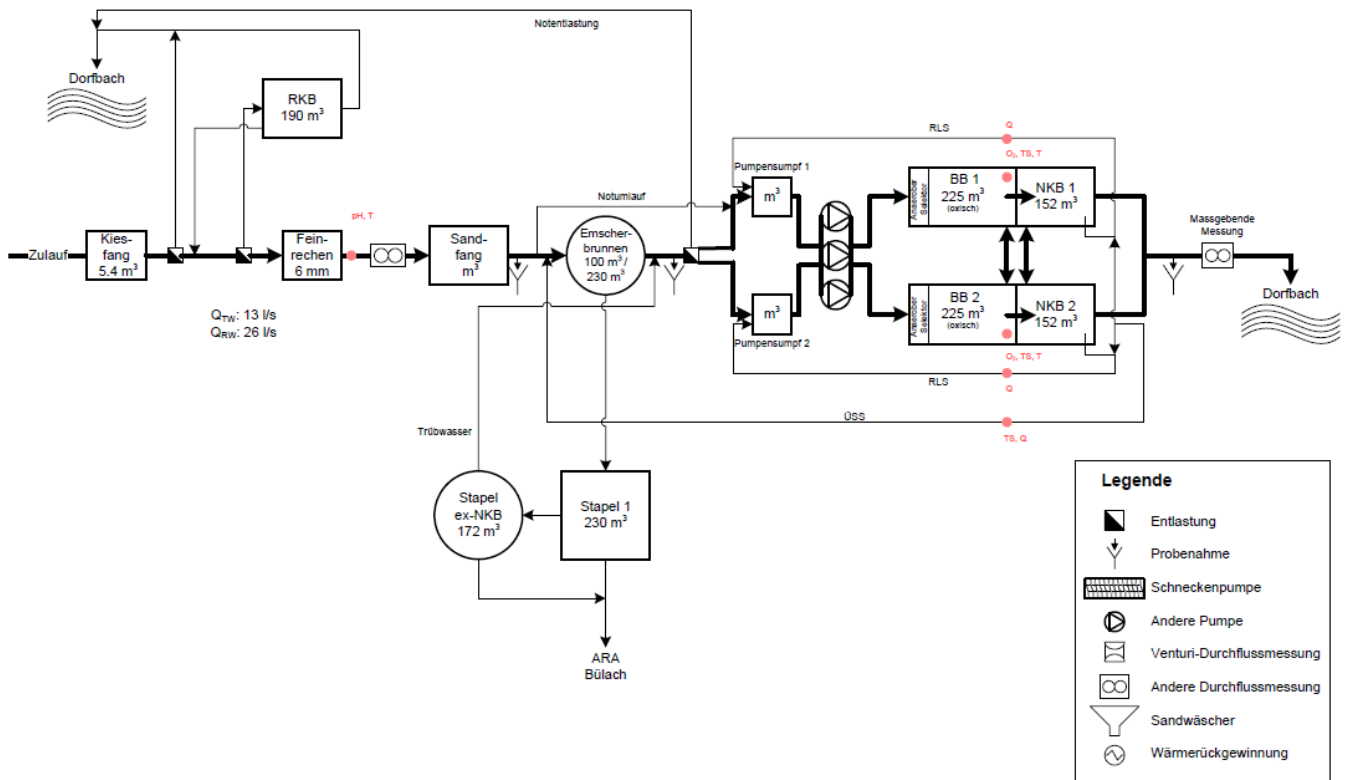 Notentlastung
Dorfbach
RKB
190 m³
RLS
Q
O₂, TS, T
Pumpensumpf 1
m³
Anaerober
Selektor
BB 1
225 m³
(oxisch)
NKB 1
152 m³
Notumlauf
pH, T
Zulauf
Kies-
fang
5.4 m³
Fein-
rechen
6 mm
Sand-
fang
m³
Emscher-
brunnen
100 m³ /
230 m³
Massgebende
Messung
Dorfbach
Q_TW: 13 l/s
Q_RW: 26 l/s
m³
Pumpensumpf 2
Anaerober
Selektor
BB 2
225 m³
(oxisch)
NKB 2
152 m³
O₂, TS, T
RLS
Q
ÜSS
TS, Q
Trübwasser
Stapel
ex-NKB
172 m³
Stapel 1
230 m³
ARA
Bülach
Legende
Entlastung
Probenahme
Schneckenpumpe
Andere Pumpe
Venturi-Durchflussmessung
Andere Durchflussmessung
Sandwäscher
Wärmerückgewinnung